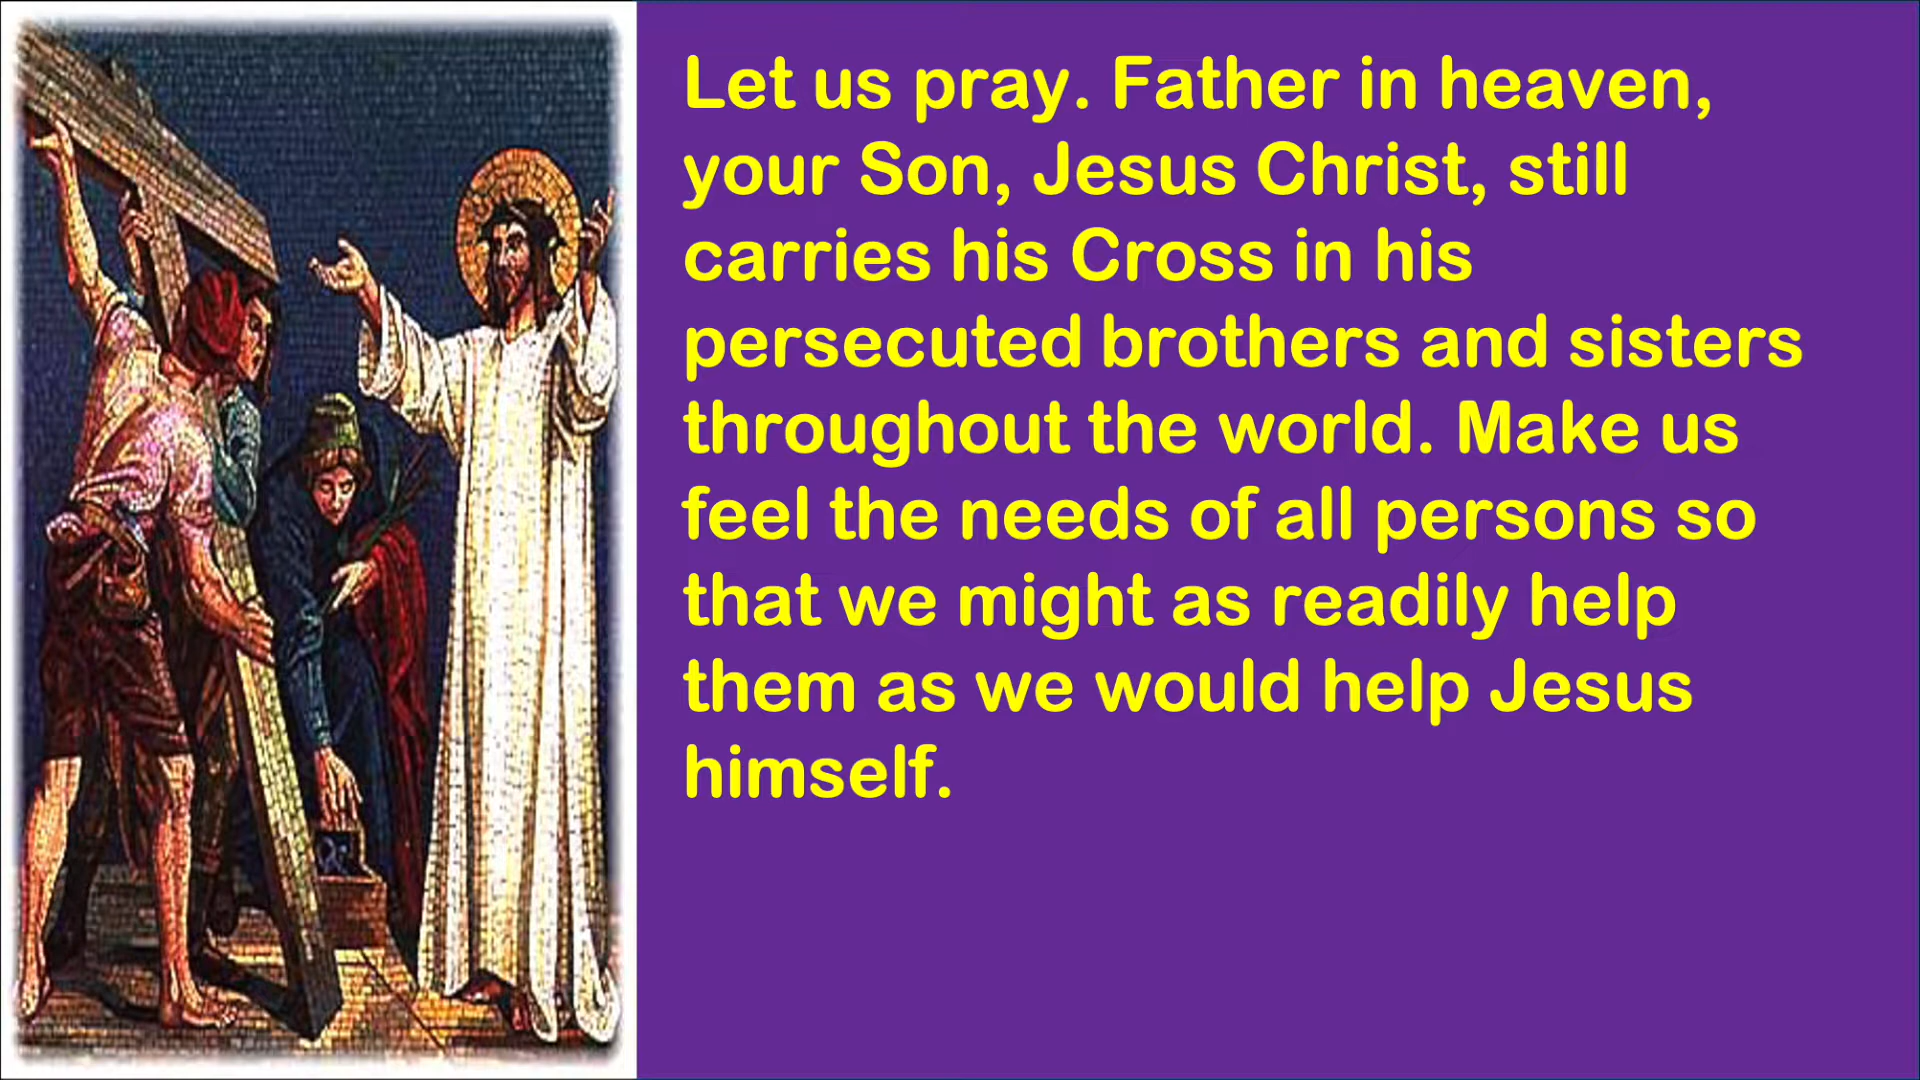 Let us pray. Father in heaven,
your Son, Jesus Christ, still
carries his Cross in his
persecuted brothers and sisters
throughout the world. Make us
feel the needs of all persons so
that we might as readily help
them as we would help Jesus
himself.